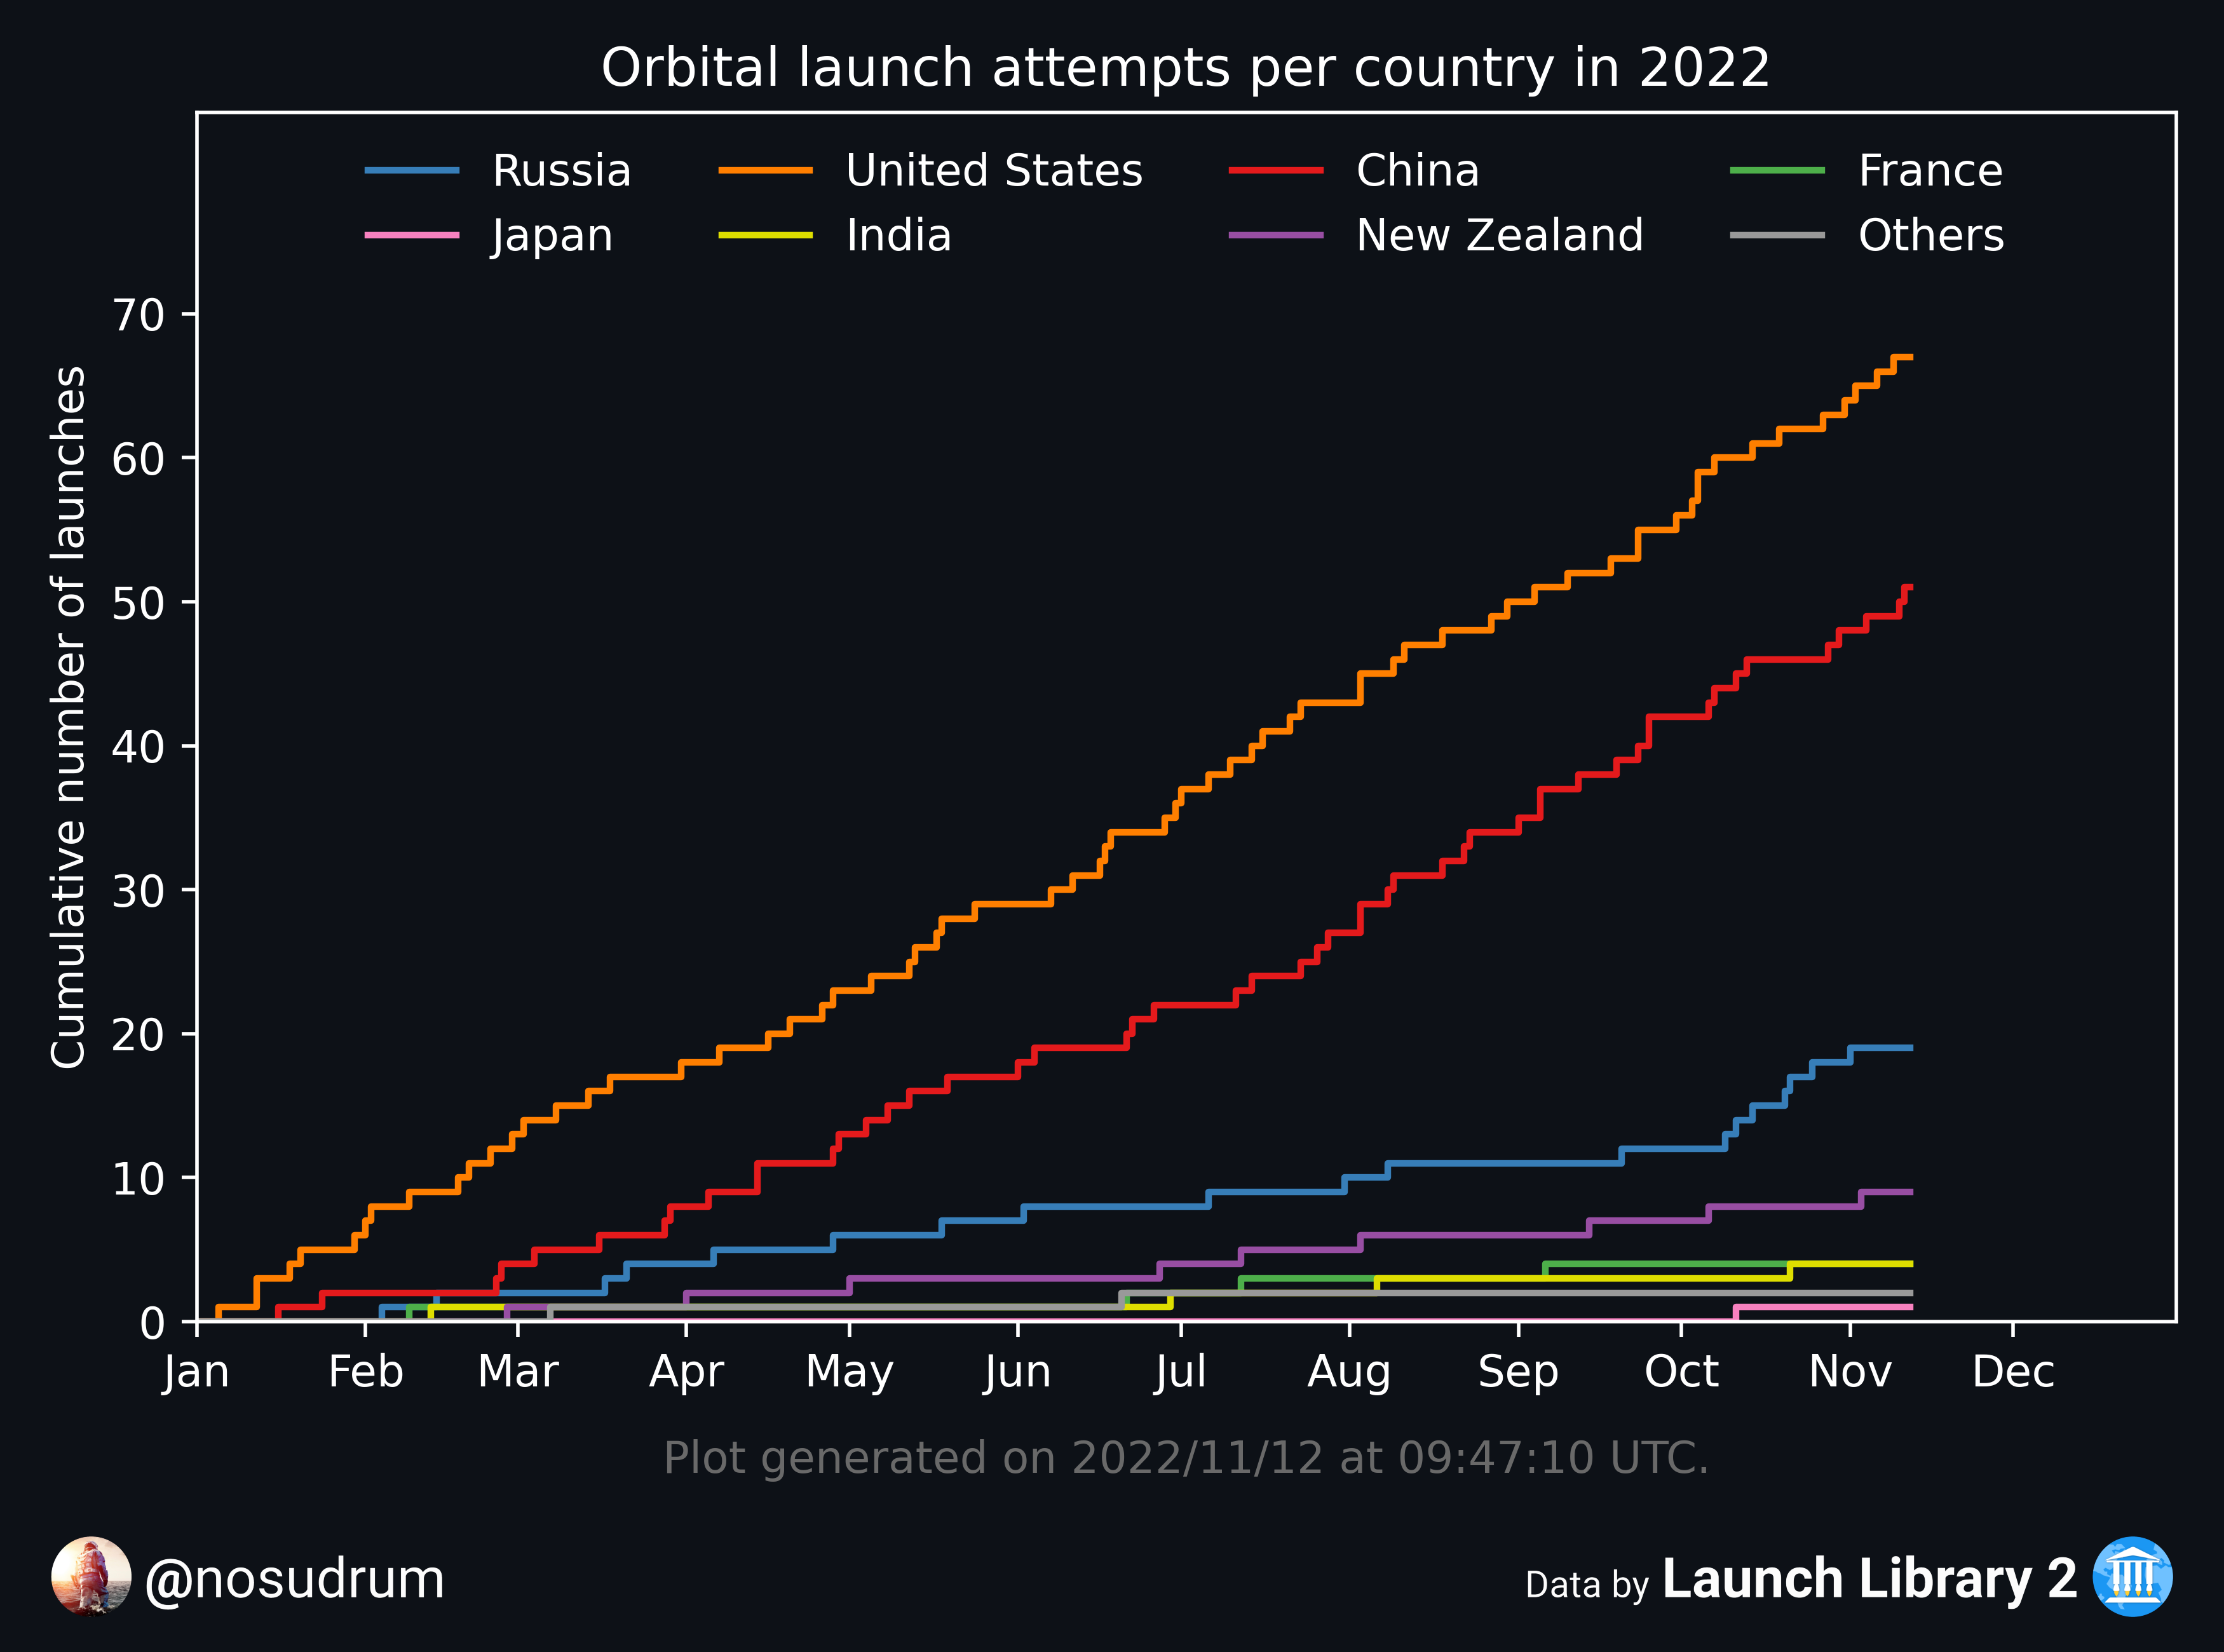 Orbital launch attempts per country in 2022
Russia United States China France
Japan India New Zealand Others
Cumulative number of launches
70
60
50
40
30
20
10
0
Jan Feb Mar Apr May Jun Jul Aug Sep Oct Nov Dec
Plot generated on 2022/11/12 at 09:47:10 UTC.
@nosudrum
Data by Launch Library 2